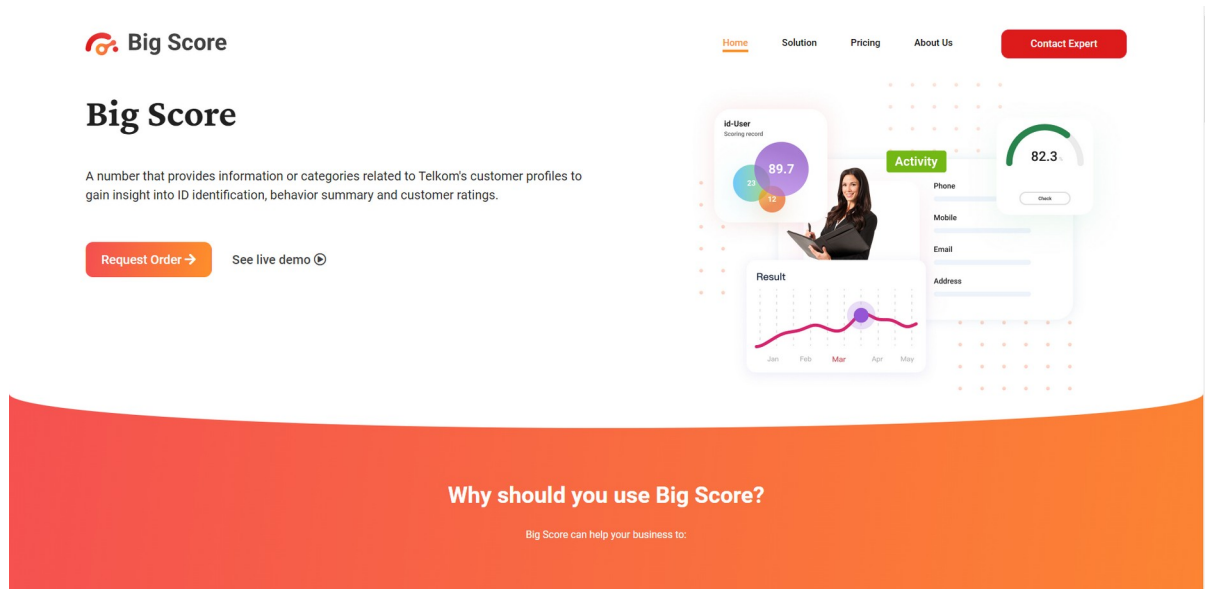 Big Score
Home
Solution
Pricing
About Us
Contact Expert
Big Score
A number that provides information or categories related to Telkom's customer profiles to
gain insight into ID identification, behavior summary and customer ratings.
Request Order
See live demo
id-User
Scoring record
89.7
23
12
Activity
82.3
Check
Phone
Mobile
Email
Address
Result
Jan Feb Mar Apr May
Why should you use Big Score?
Big Score can help your business to: